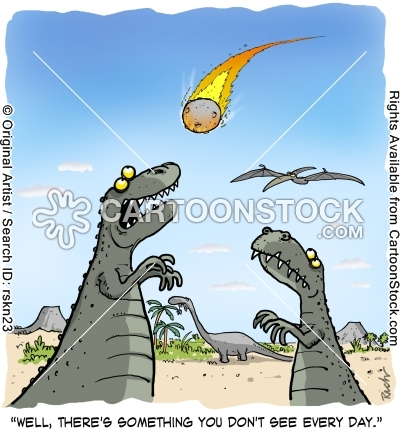 © Original Artist / Search ID: rskn23
Rights Available from CartoonStock.com
CARTOONSTOCK
.COM
"WELL, THERE'S SOMETHING YOU DON'T SEE EVERY DAY."